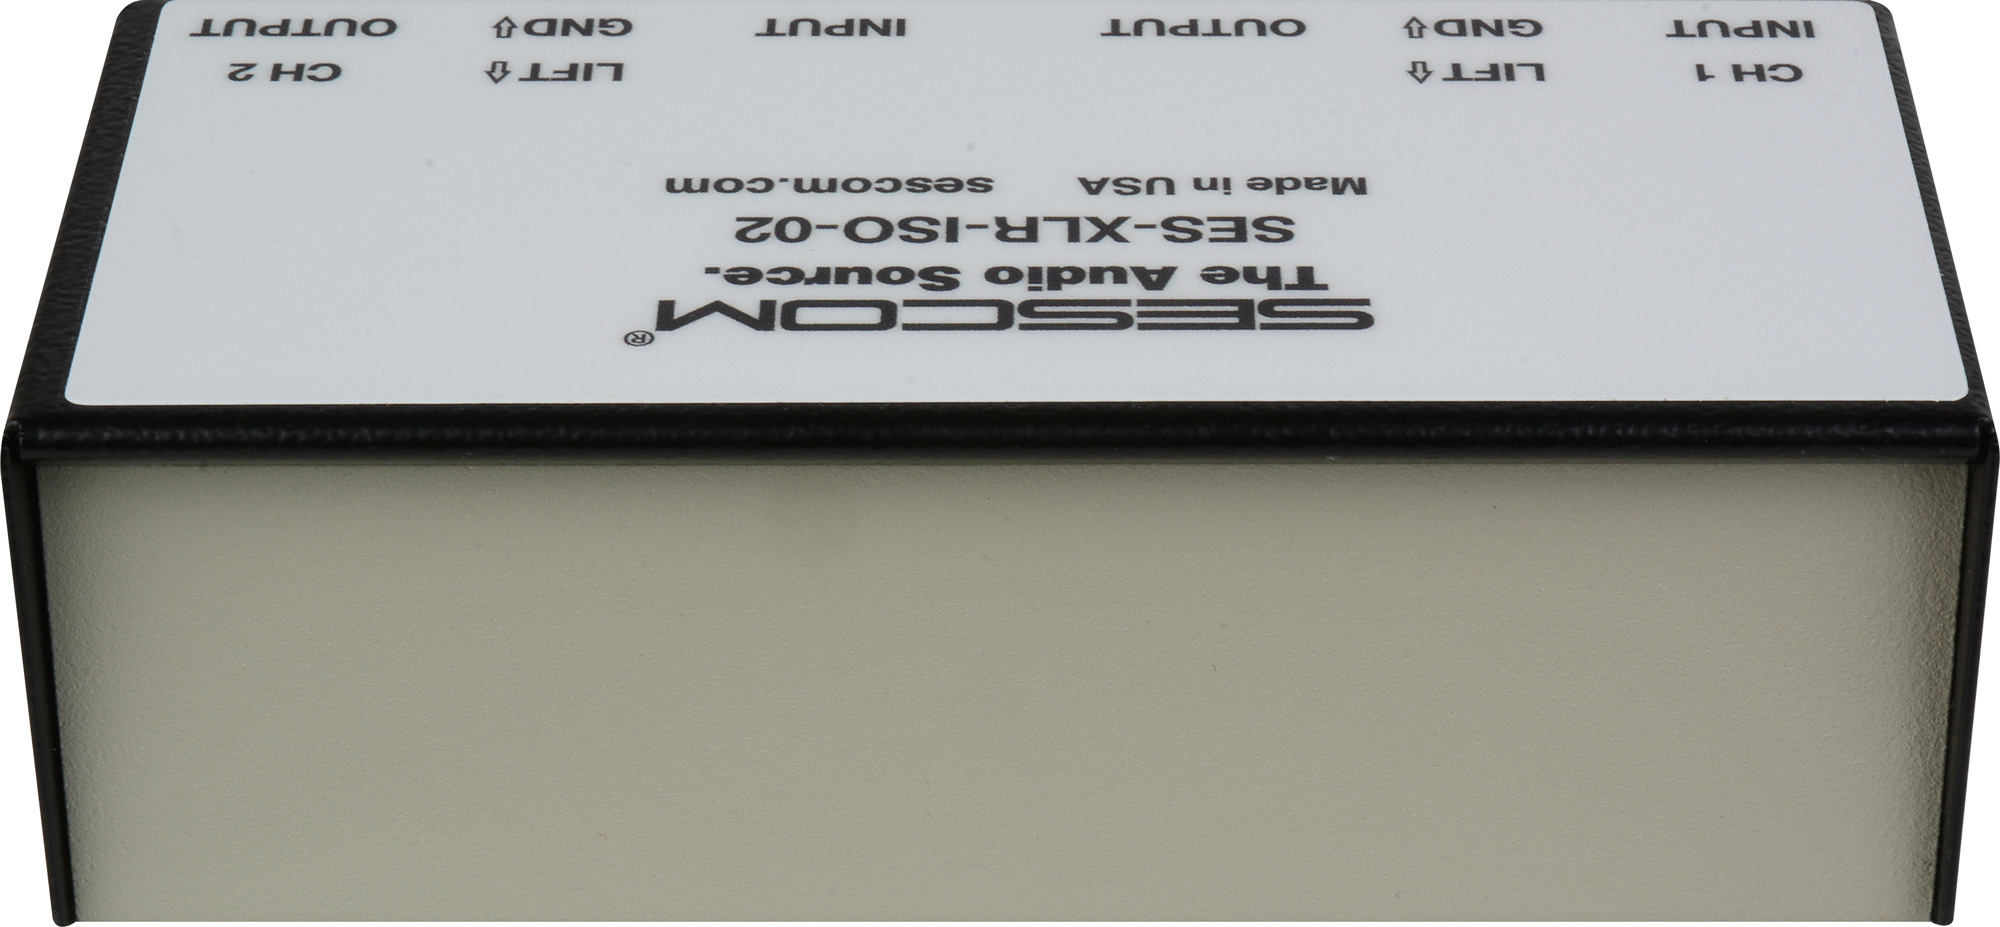 SESCOM®
The Audio Source.
SES-XLR-ISO-02
Made in USA sescom.com
CH 1 LIFT⇧ LIFT⇧ CH 2
INPUT GND⇩ OUTPUT INPUT GND⇩ OUTPUT